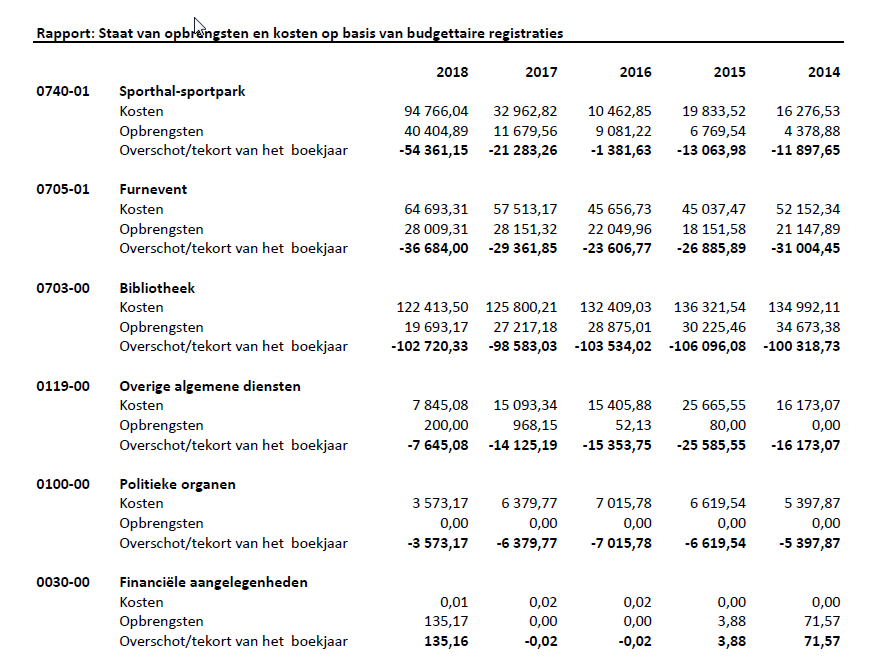 Rapport: Staat van opbrengsten en kosten op basis van budgettaire registraties
2018 2017 2016 2015 2014
0740-01 Sporthal-sportpark
Kosten 94 766,04 32 962,82 10 462,85 19 833,52 16 276,53
Opbrengsten 40 404,89 11 679,56 9 081,22 6 769,54 4 378,88
Overschot/tekort van het boekjaar -54 361,15 -21 283,26 -1 381,63 -13 063,98 -11 897,65
0705-01 Furnevent
Kosten 64 693,31 57 513,17 45 656,73 45 037,47 52 152,34
Opbrengsten 28 009,31 28 151,32 22 049,96 18 151,58 21 147,89
Overschot/tekort van het boekjaar -36 684,00 -29 361,85 -23 606,77 -26 885,89 -31 004,45
0703-00 Bibliotheek
Kosten 122 413,50 125 800,21 132 409,03 136 321,54 134 992,11
Opbrengsten 19 693,17 27 217,18 28 875,01 30 225,46 34 673,38
Overschot/tekort van het boekjaar -102 720,33 -98 583,03 -103 534,02 -106 096,08 -100 318,73
0119-00 Overige algemene diensten
Kosten 7 845,08 15 093,34 15 405,88 25 665,55 16 173,07
Opbrengsten 200,00 968,15 52,13 80,00 0,00
Overschot/tekort van het boekjaar -7 645,08 -14 125,19 -15 353,75 -25 585,55 -16 173,07
0100-00 Politieke organen
Kosten 3 573,17 6 379,77 7 015,78 6 619,54 5 397,87
Opbrengsten 0,00 0,00 0,00 0,00 0,00
Overschot/tekort van het boekjaar -3 573,17 -6 379,77 -7 015,78 -6 619,54 -5 397,87
0030-00 Financiële aangelegenheden
Kosten 0,01 0,02 0,02 0,00 0,00
Opbrengsten 135,17 0,00 0,00 3,88 71,57
Overschot/tekort van het boekjaar 135,16 -0,02 -0,02 3,88 71,57